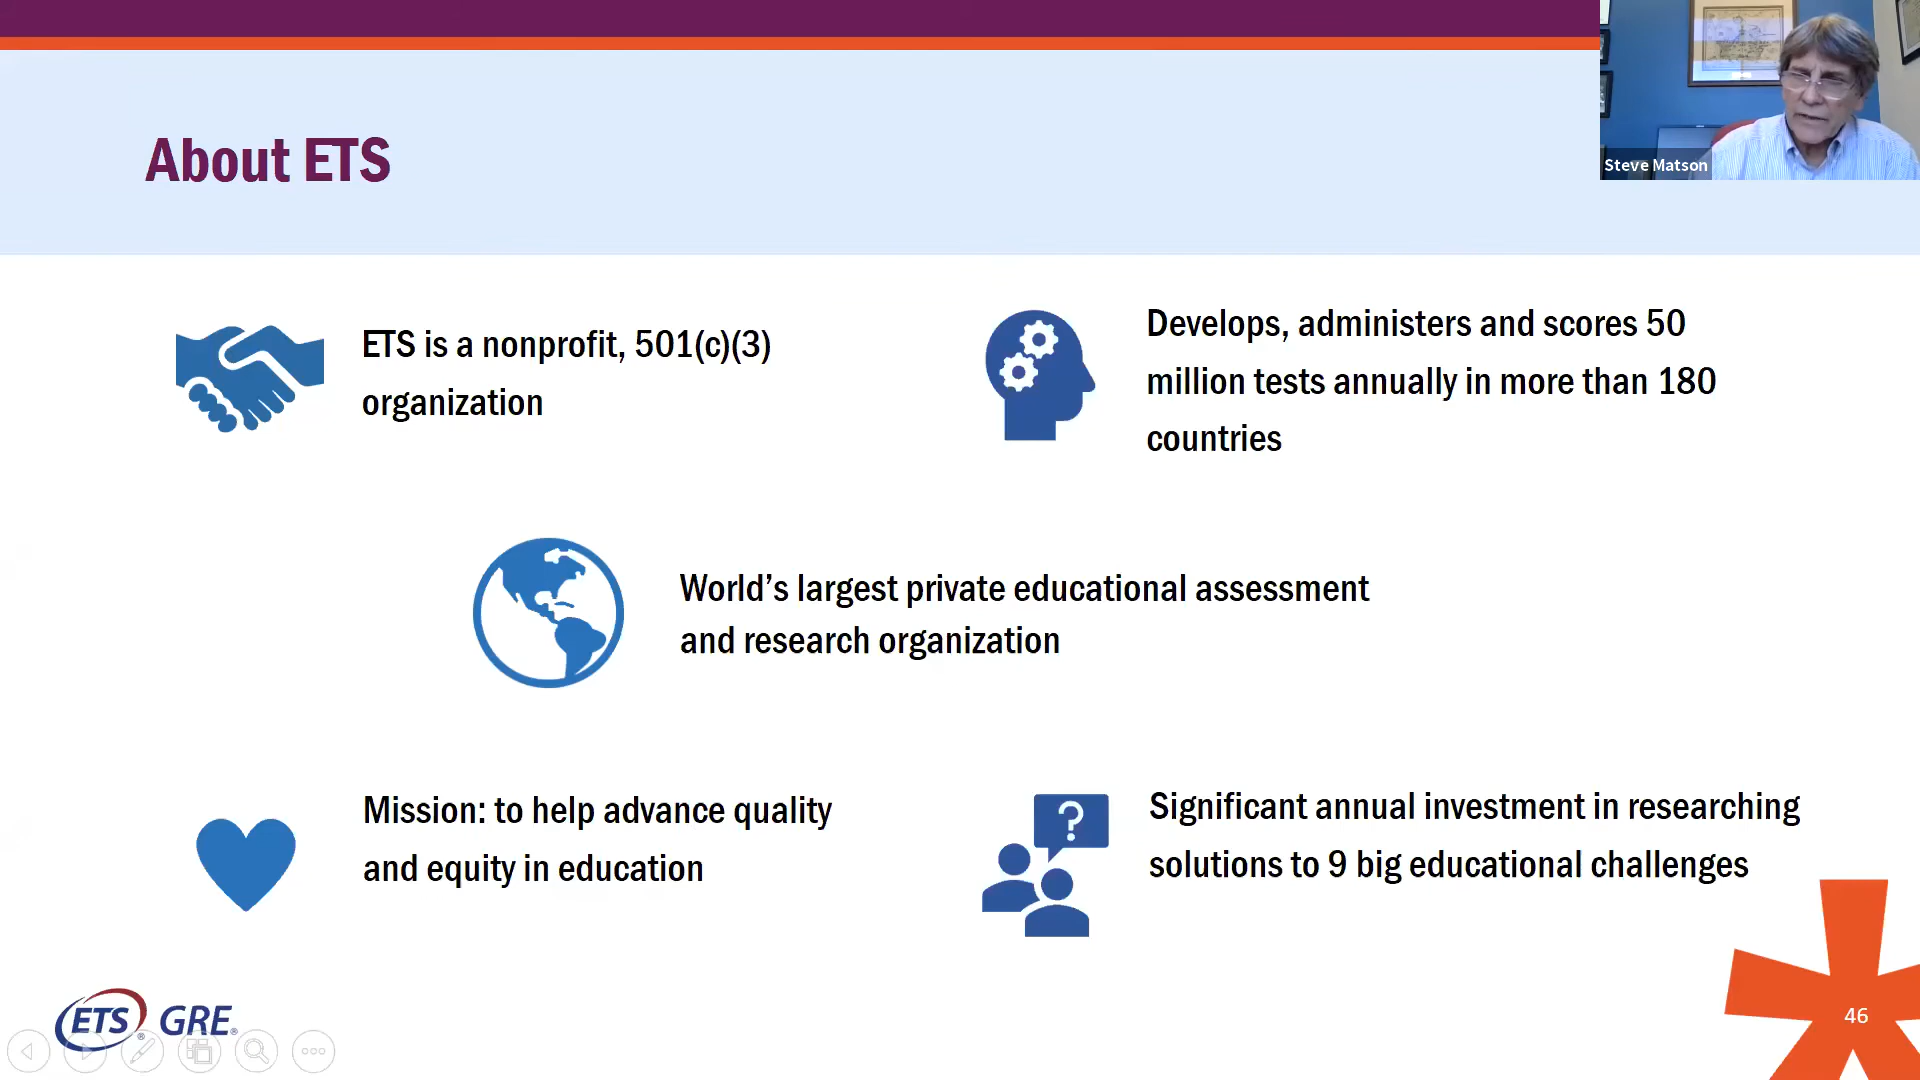 About ETS
Steve Matson
ETS is a nonprofit, 501(c)(3)
organization
Develops, administers and scores 50
million tests annually in more than 180
countries
World’s largest private educational assessment
and research organization
Mission: to help advance quality
and equity in education
?
Significant annual investment in researching
solutions to 9 big educational challenges
ETS® GRE®
46